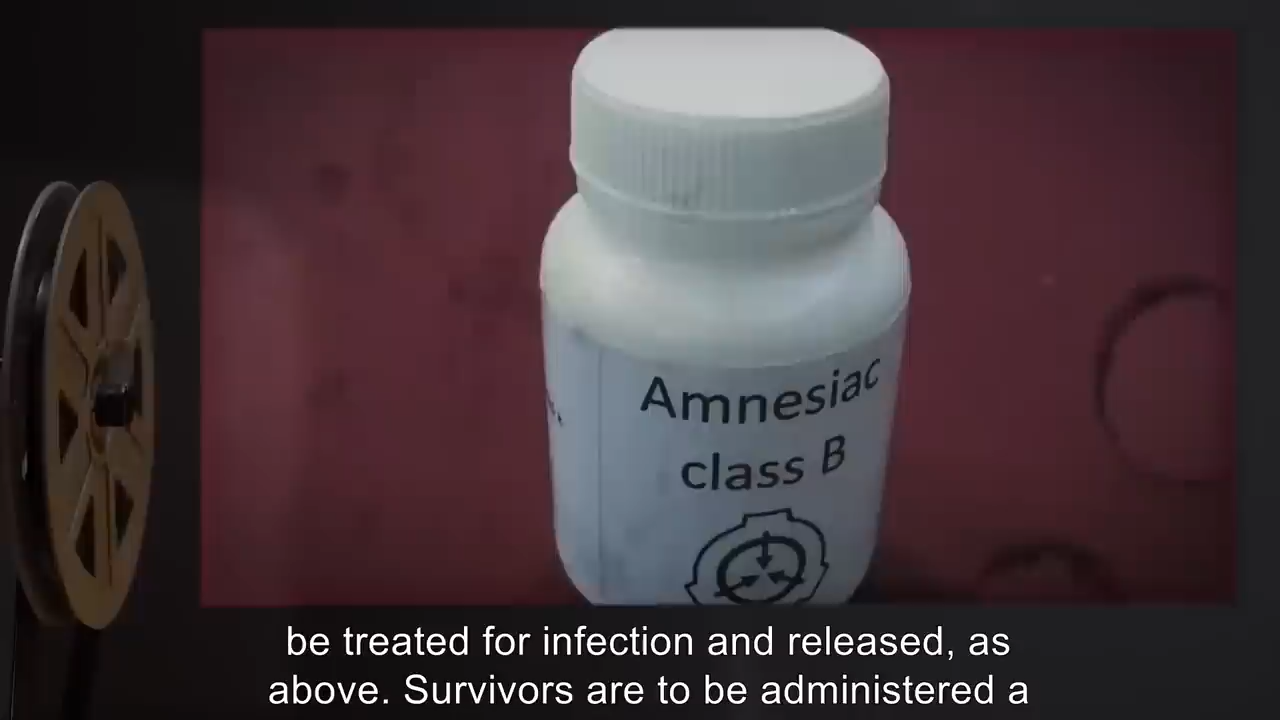 Amnesiac
class B
be treated for infection and released, as
above. Survivors are to be administered a